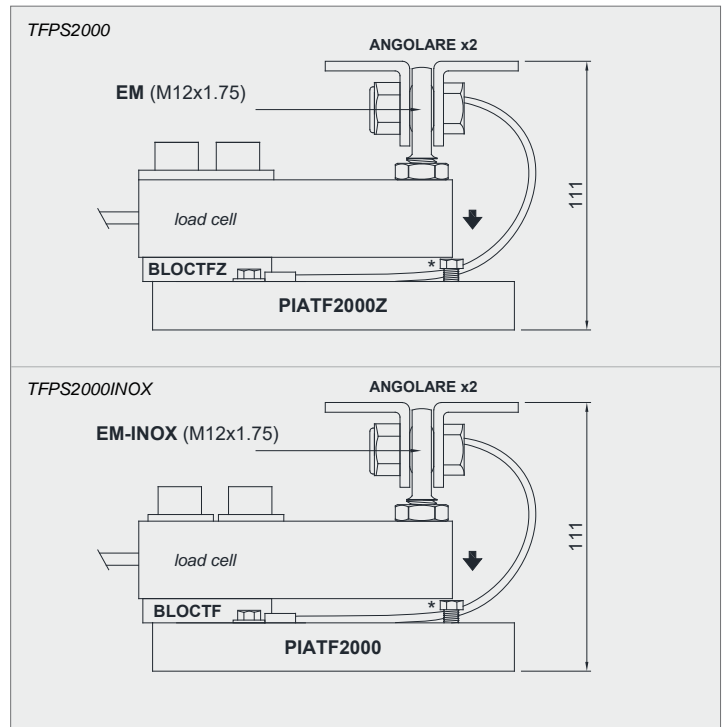 TFPS2000
ANGOLARE x2
EM (M12x1.75)
111
load cell
BLOCTFZ
*
PIATF2000Z
TFPS2000INOX
ANGOLARE x2
EM-INOX (M12x1.75)
111
load cell
BLOCTF
*
PIATF2000